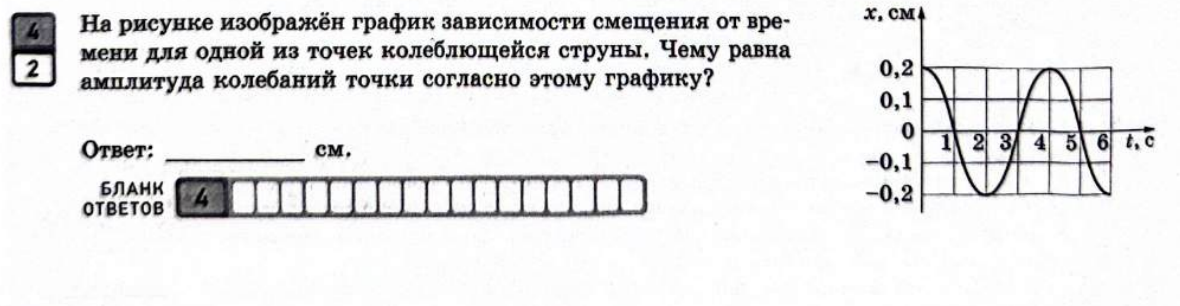 4
2
На рисунке изображён график зависимости смещения от вре-
мени для одной из точек колеблющейся струны. Чему равна
амплитуда колебаний точки согласно этому графику?
Ответ: ____________ см.
БЛАНК
ОТВЕТОВ
4
x, см
0,2
0,1
0
1 2 3 4 5 6 t, с
−0,1
−0,2